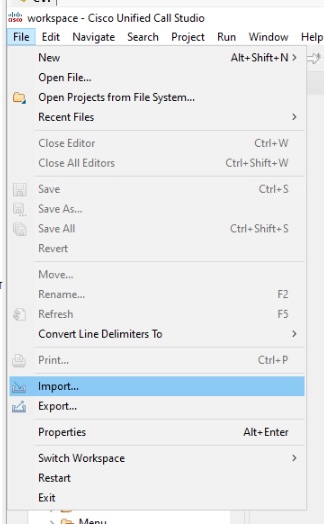 CVP
workspace - Cisco Unified Call Studio
File Edit Navigate Search Project Run Window Help
New Alt+Shift+N >
Open File...
Open Projects from File System...
Recent Files >
Close Editor Ctrl+W
Close All Editors Ctrl+Shift+W
Save Ctrl+S
Save As...
Save All Ctrl+Shift+S
Revert
Move...
Rename... F2
Refresh F5
Convert Line Delimiters To >
Print... Ctrl+P
Import...
Export...
Properties Alt+Enter
Switch Workspace >
Restart
Exit
Menu